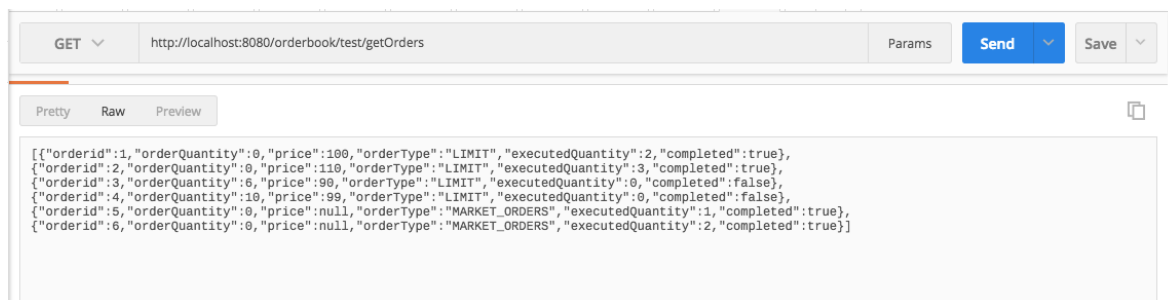 GET
http://localhost:8080/orderbook/test/getOrders
Params
Send
Save
Pretty
Raw
Preview
[{"orderid":1,"orderQuantity":0,"price":100,"orderType":"LIMIT","executedQuantity":2,"completed":true},
{"orderid":2,"orderQuantity":0,"price":110,"orderType":"LIMIT","executedQuantity":3,"completed":true},
{"orderid":3,"orderQuantity":6,"price":90,"orderType":"LIMIT","executedQuantity":0,"completed":false},
{"orderid":4,"orderQuantity":10,"price":99,"orderType":"LIMIT","executedQuantity":0,"completed":false},
{"orderid":5,"orderQuantity":0,"price":null,"orderType":"MARKET_ORDERS","executedQuantity":1,"completed":true},
{"orderid":6,"orderQuantity":0,"price":null,"orderType":"MARKET_ORDERS","executedQuantity":2,"completed":true}]